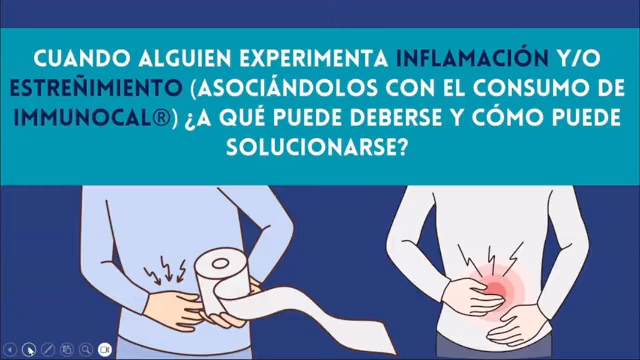 CUANDO ALGUIEN EXPERIMENTA INFLAMACIÓN Y/O
ESTREÑIMIENTO (ASOCIÁNDOLOS CON EL CONSUMO DE
IMMUNOCAL®) ¿A QUÉ PUEDE DEBERSE Y CÓMO PUEDE
SOLUCIONARSE?